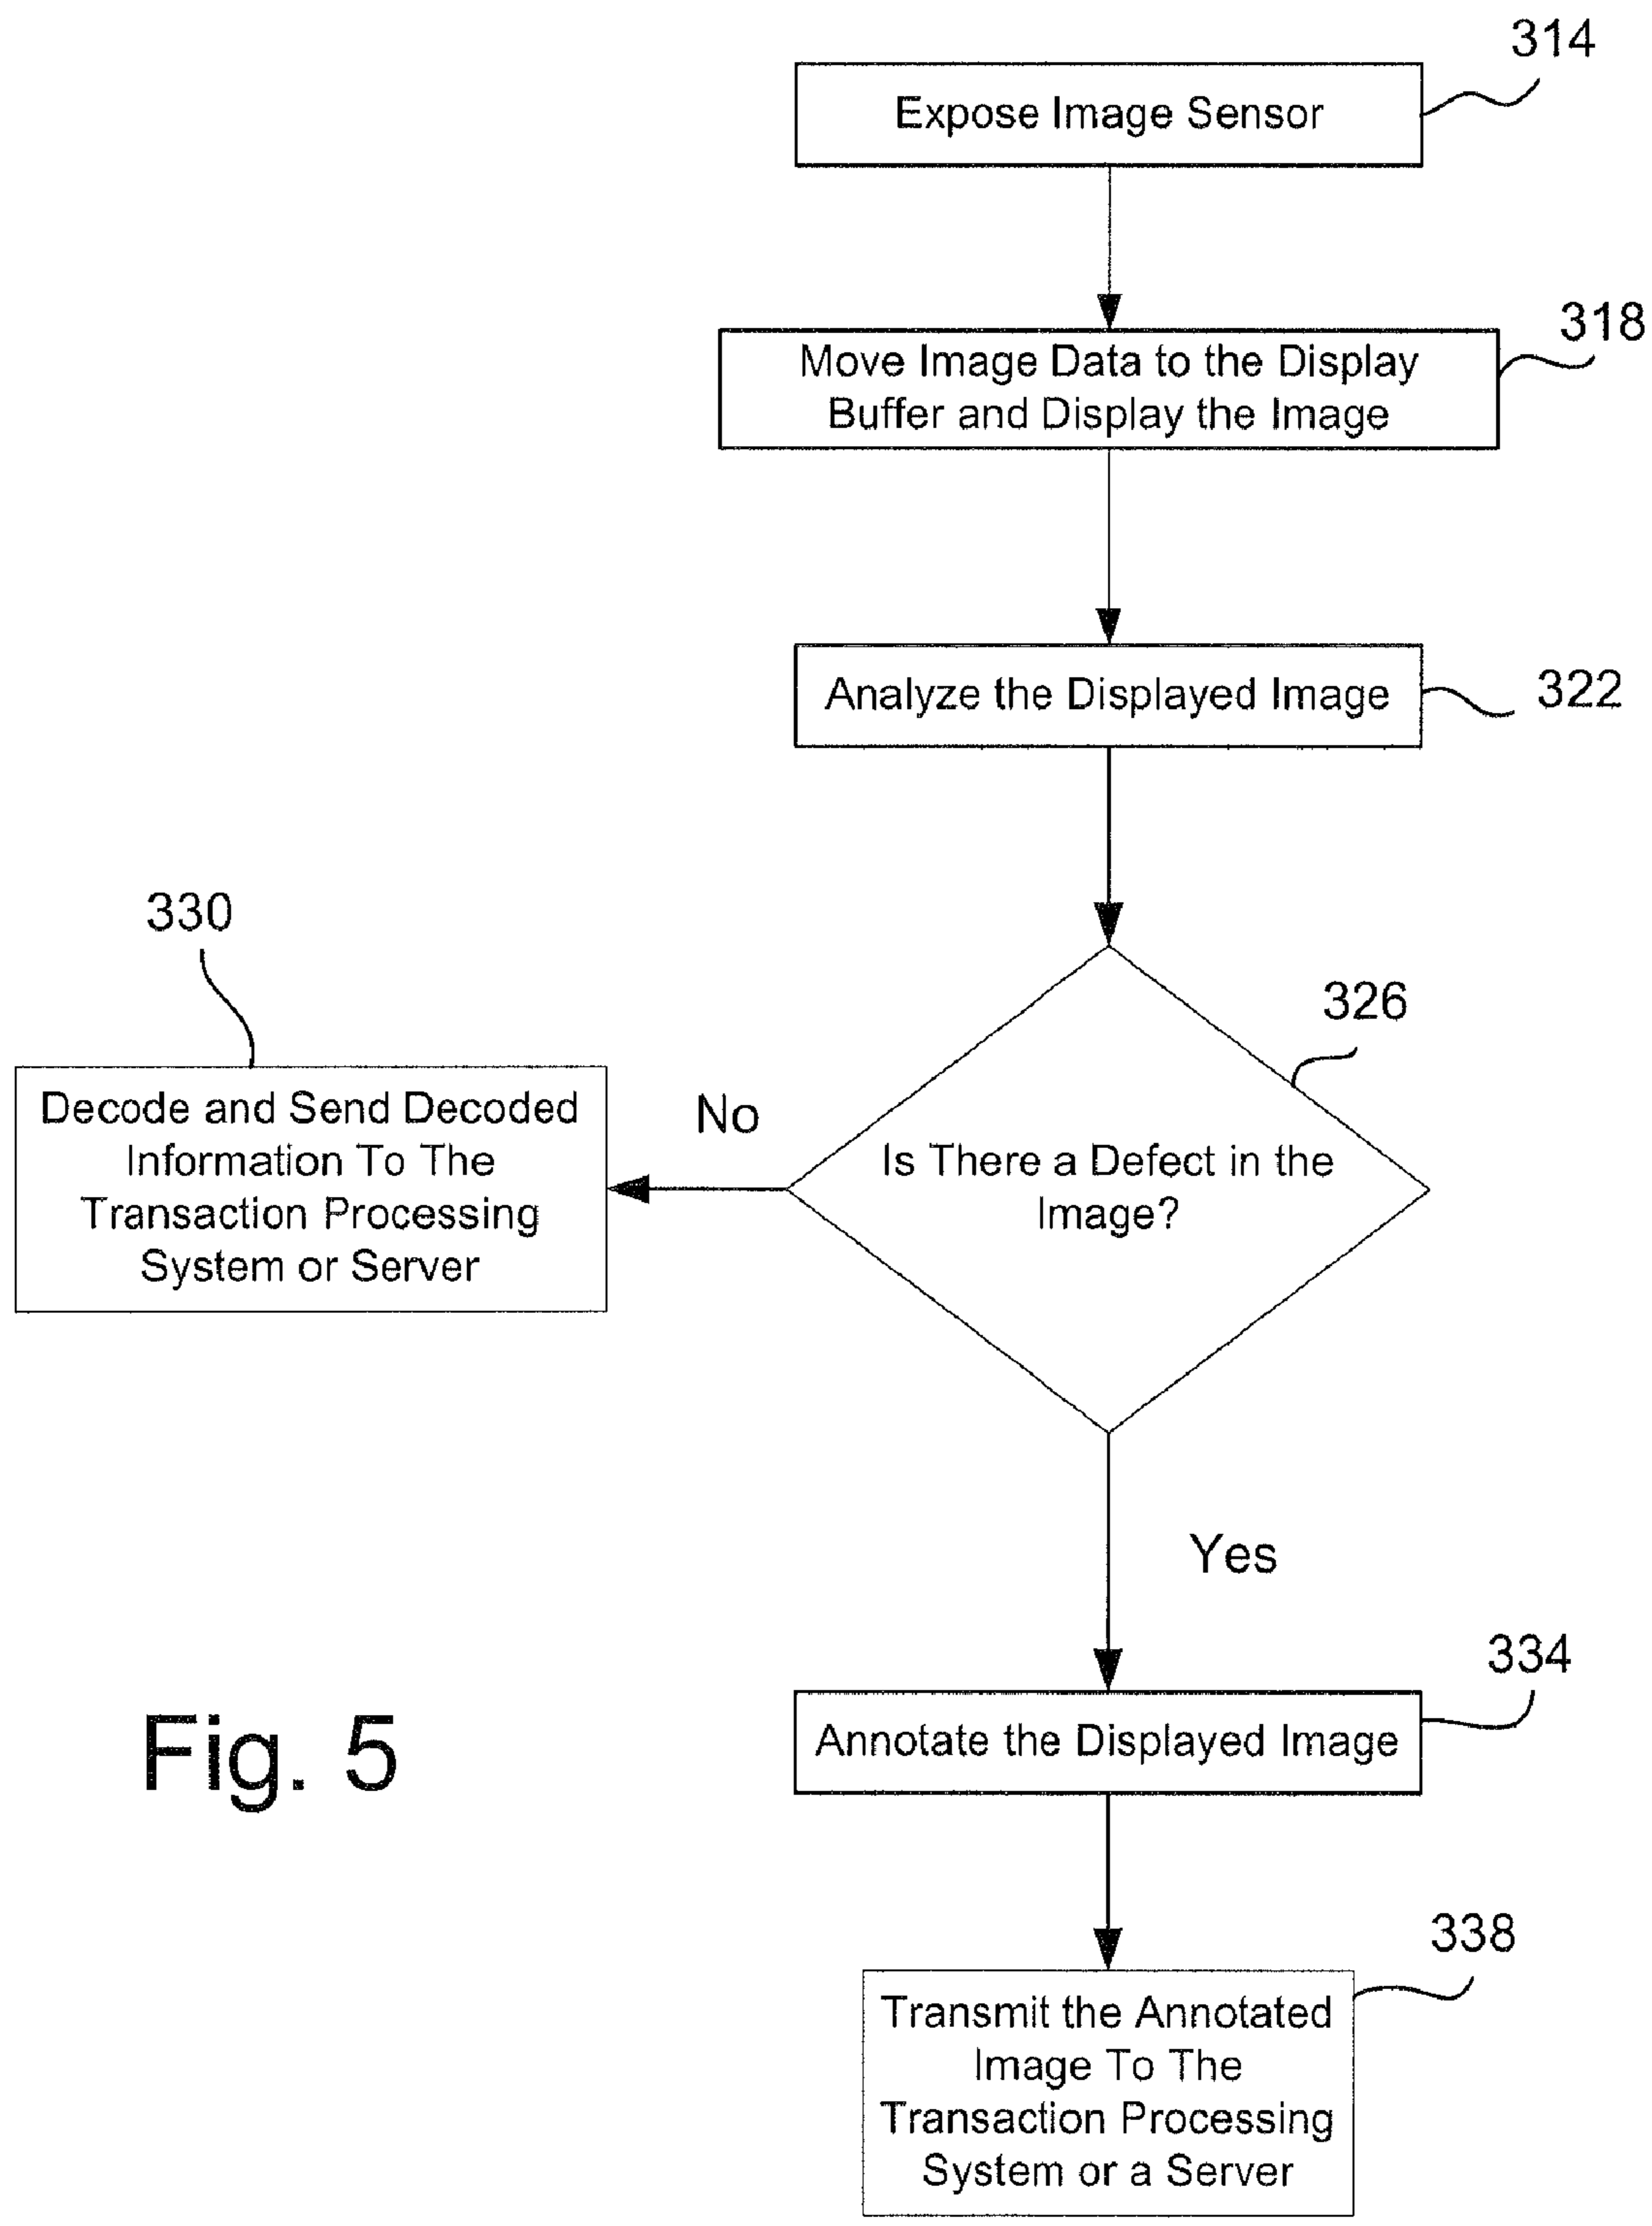 314
Expose Image Sensor
318
Move Image Data to the Display
Buffer and Display the Image
Analyze the Displayed Image
322
330
326
Decode and Send Decoded
Information To The
Transaction Processing
System or Server
No
Is There a Defect in the
Image?
Yes
334
Annotate the Displayed Image
Fig. 5
338
Transmit the Annotated
Image To The
Transaction Processing
System or a Server